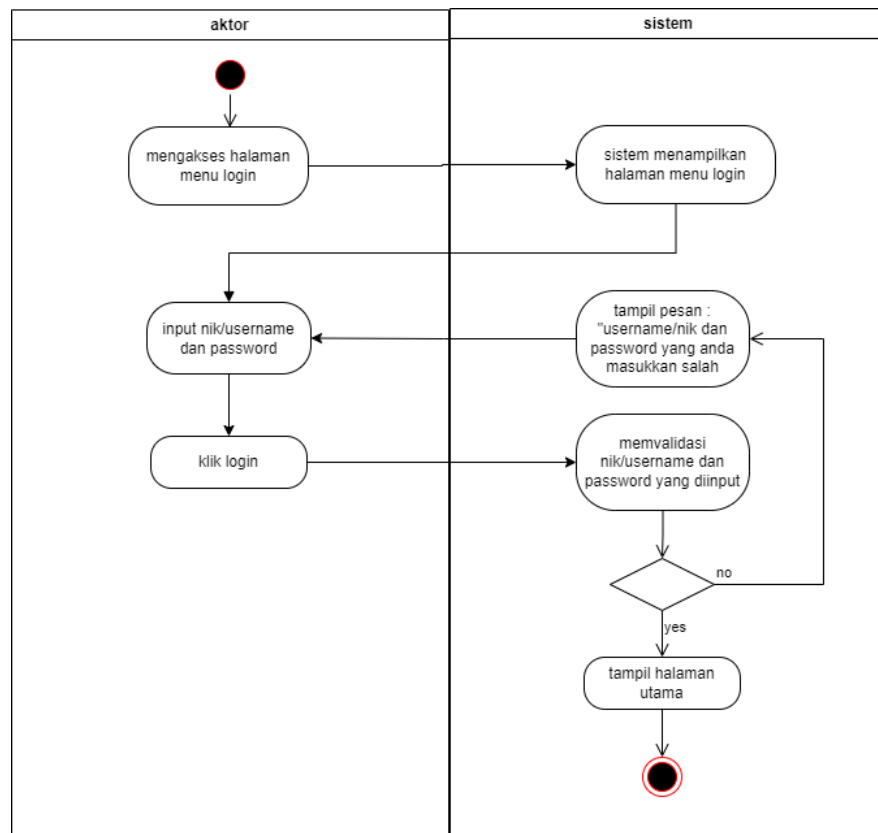 aktor
sistem
mengakses halaman
menu login
sistem menampilkan
halaman menu login
input nik/username
dan password
tampil pesan :
"username/nik dan
password yang anda
masukkan salah
klik login
memvalidasi
nik/username dan
password yang diinput
no
yes
tampil halaman
utama